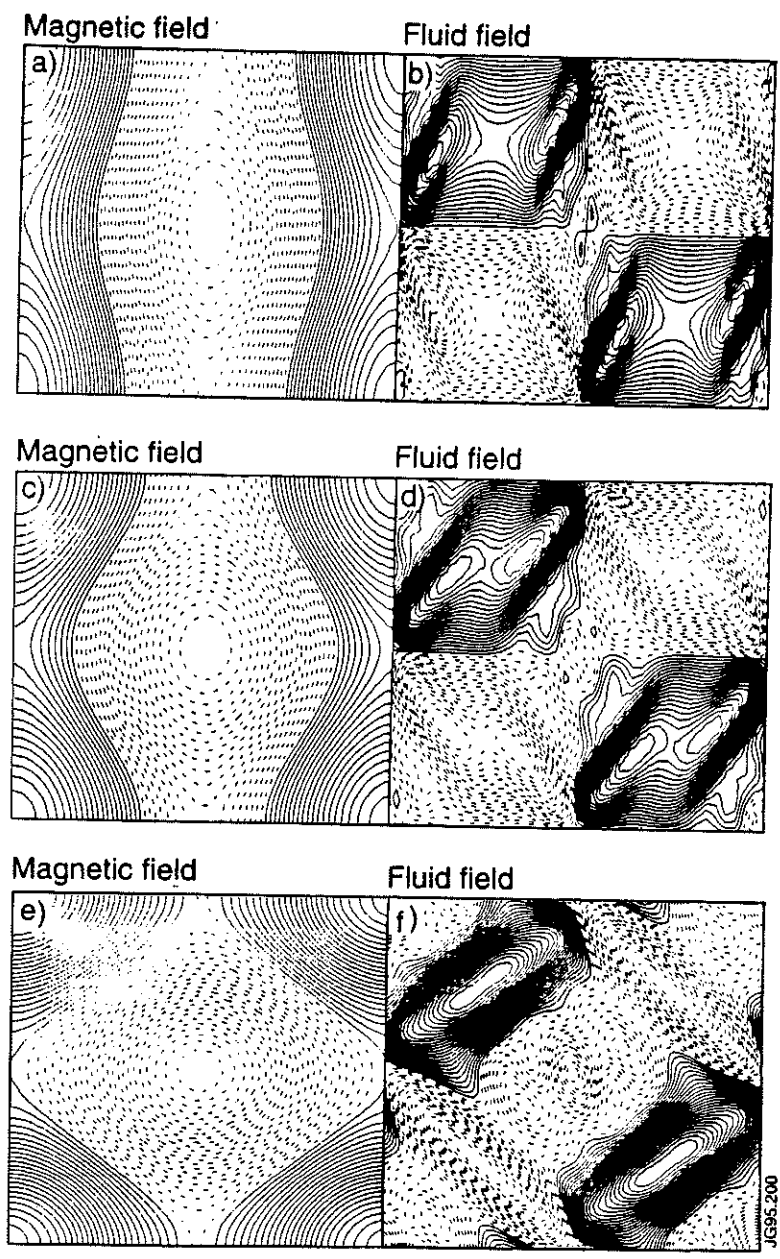 Magnetic field
Fluid field
a)
b)
Magnetic field
Fluid field
c)
d)
Magnetic field
Fluid field
e)
f)
JG95.200